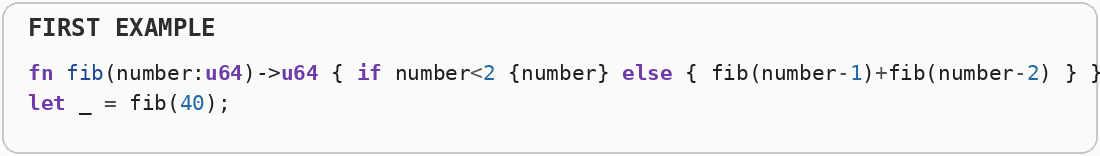 FIRST EXAMPLE
fn fib(number:u64)->u64 { if number<2 {number} else { fib(number-1)+fib(number-2) } }
let _ = fib(40);